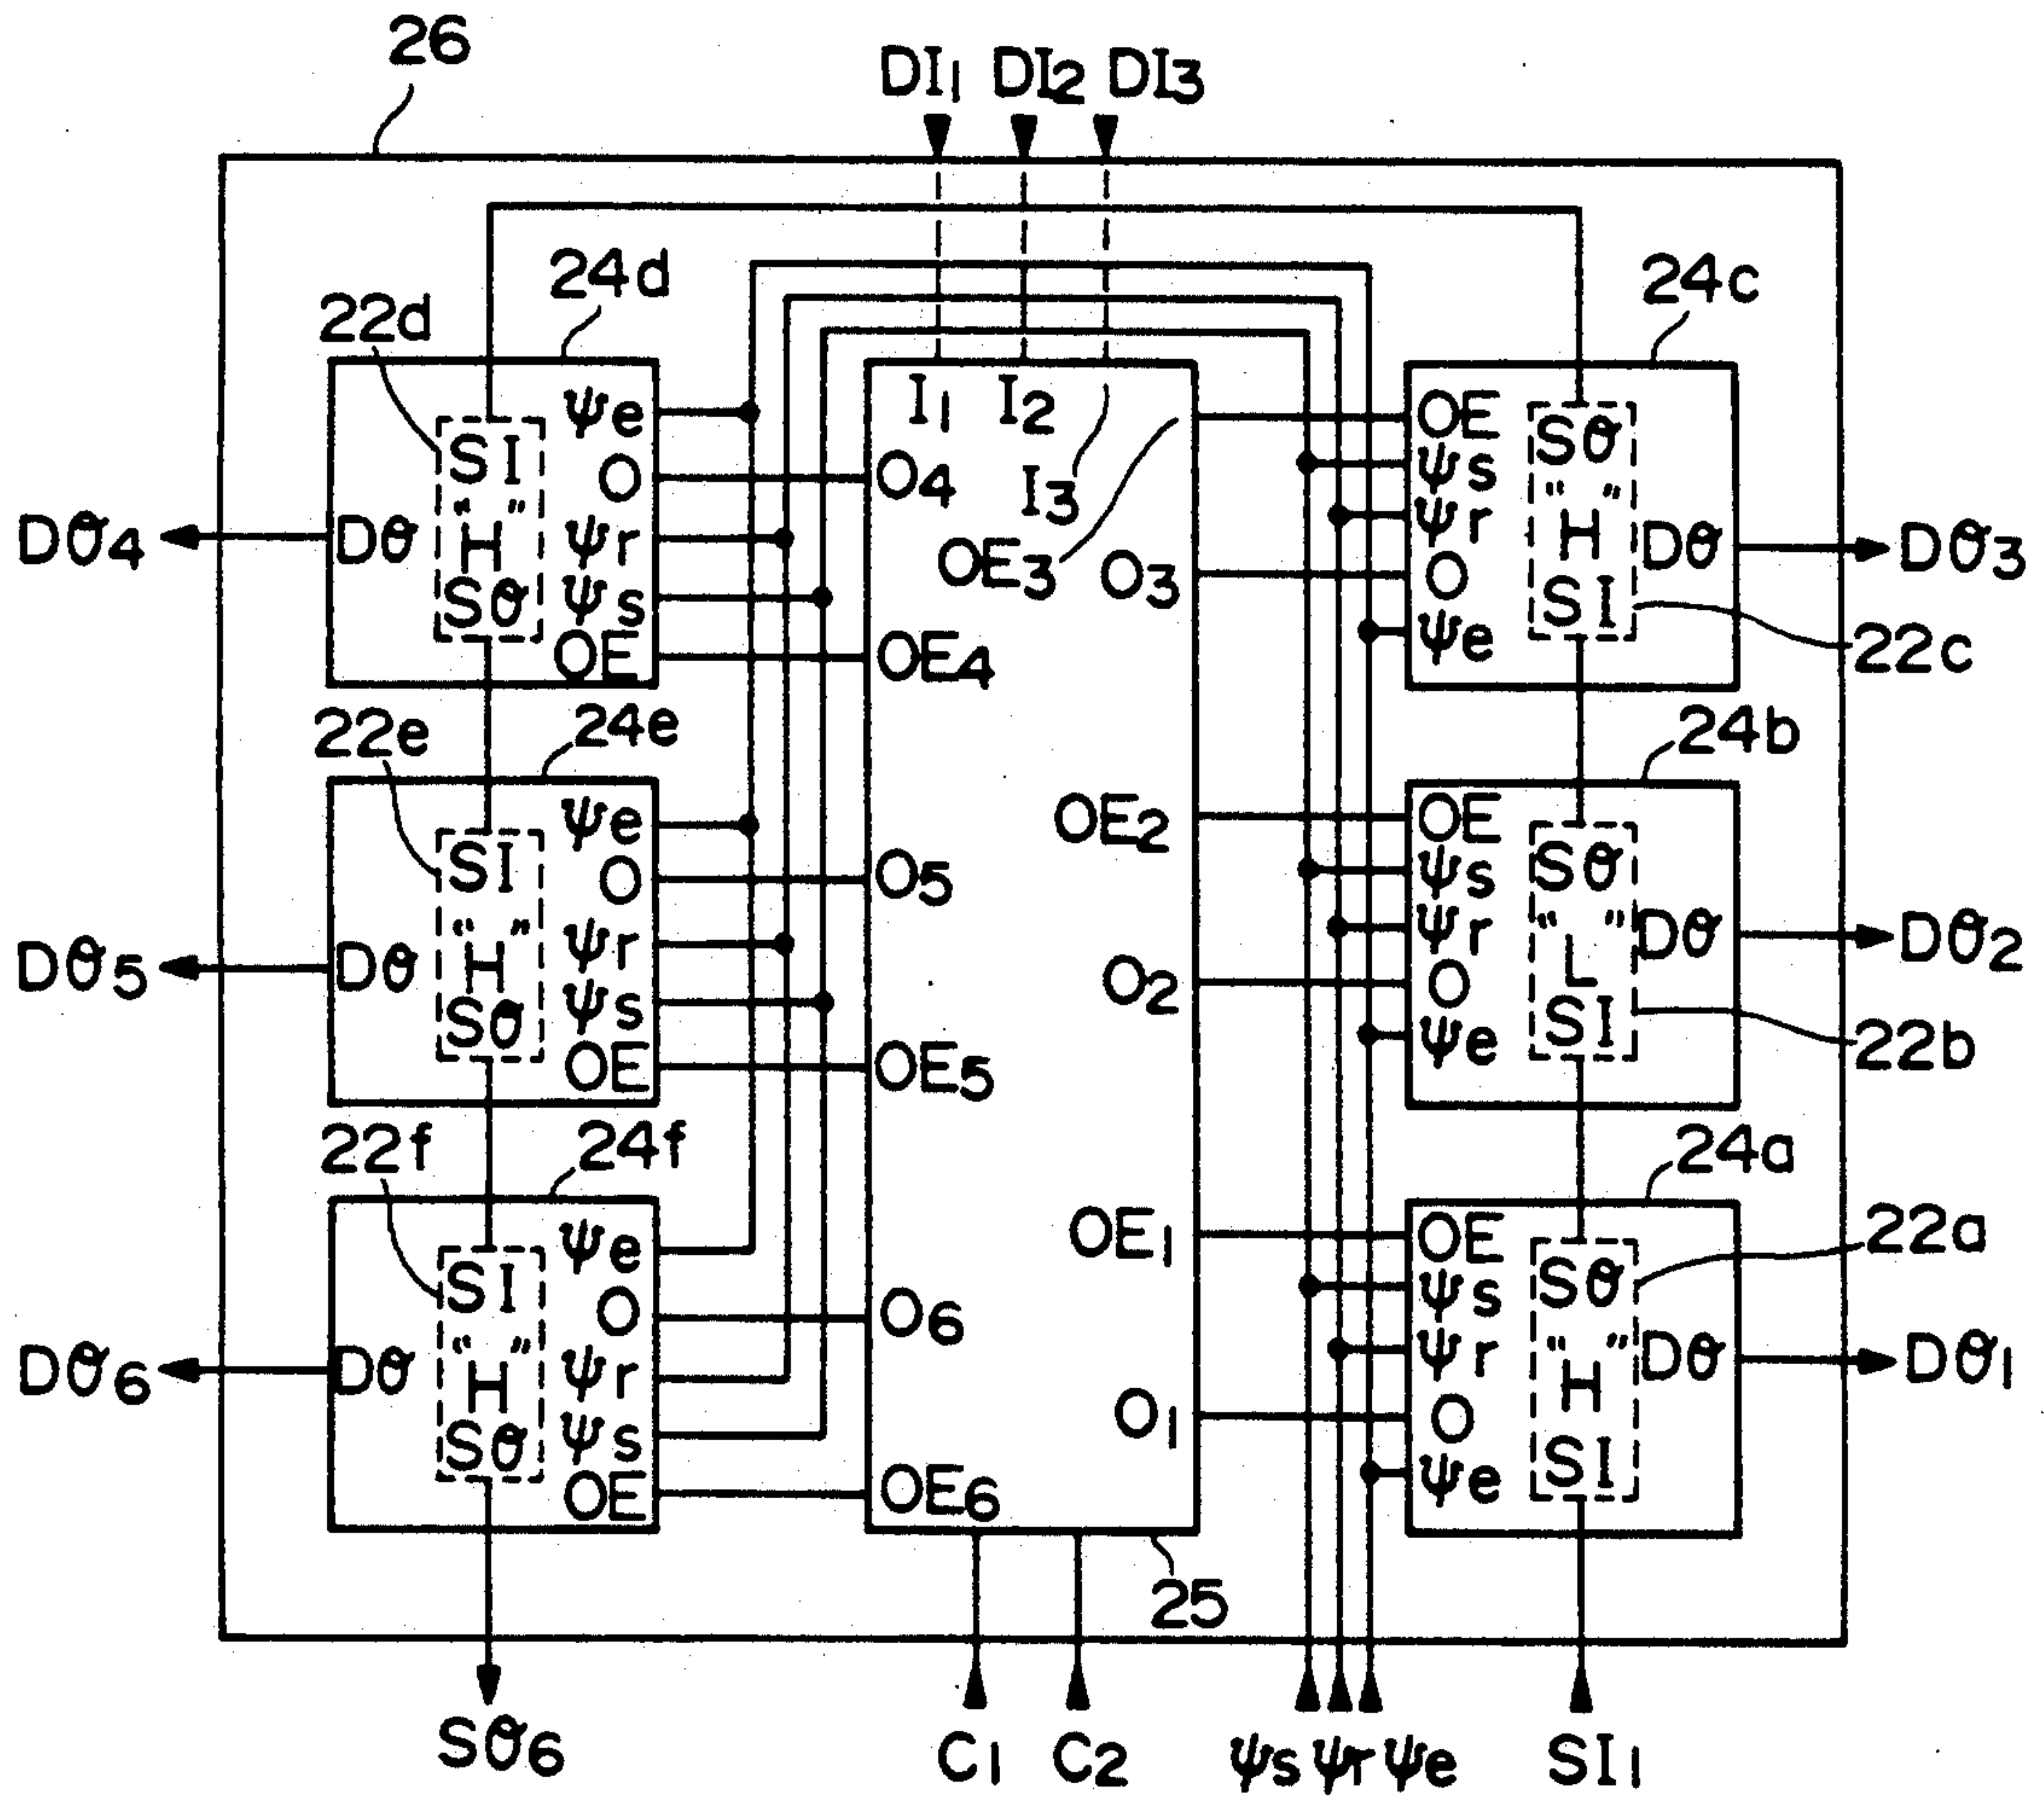 26
DI1 DI2 DI3
24d
24c
22d
ψe
SI
"H"
Sθ
O
ψr
ψs
OE
Dθ
Dθ4
I1 I2
I3
O4
OE3
O3
OE4
OE
ψs
ψr
O
ψe
Sθ
"H"
SI
Dθ
Dθ3
22c
22e
24e
24b
ψe
SI
"H"
Sθ
O
ψr
ψs
OE
Dθ
Dθ5
OE2
O5
O2
OE5
OE
ψs
ψr
O
ψe
Sθ
"L"
SI
Dθ
Dθ2
22b
22f
24f
24a
22a
ψe
SI
"H"
Sθ
O
ψr
ψs
OE
Dθ
Dθ6
OE1
O6
O1
OE6
OE
ψs
ψr
O
ψe
Sθ
"H"
SI
Dθ
Dθ1
25
Sθ6
C1 C2
ψs ψr ψe
SI1